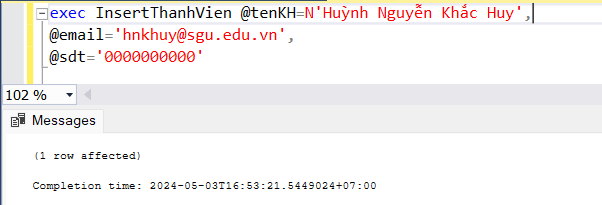 exec InsertThanhVien @tenKH=N'Huỳnh Nguyễn Khắc Huy',
@email='hnkhuy@sgu.edu.vn',
@sdt='0000000000'
102 %
Messages
(1 row affected)
Completion time: 2024-05-03T16:53:21.5449024+07:00